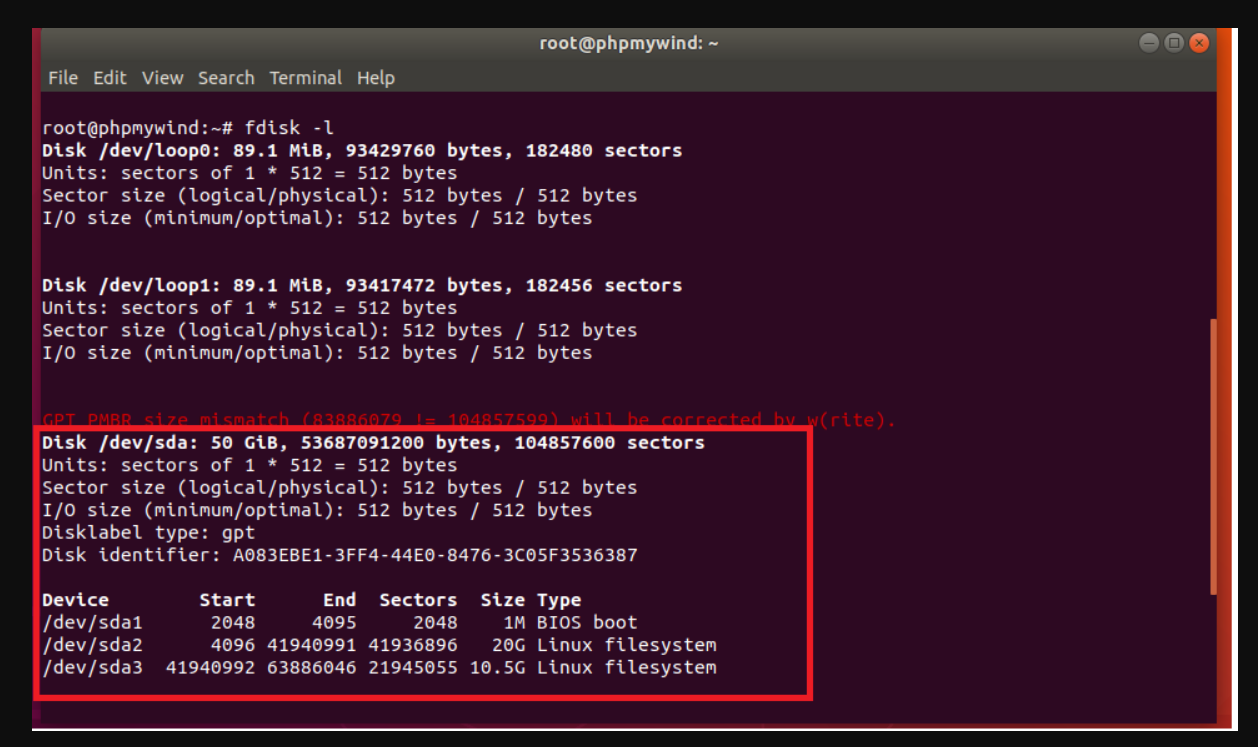 root@phpmywind: ~
File Edit View Search Terminal Help
root@phpmywind:~# fdisk -l
Disk /dev/loop0: 89.1 MiB, 93429760 bytes, 182480 sectors
Units: sectors of 1 * 512 = 512 bytes
Sector size (logical/physical): 512 bytes / 512 bytes
I/O size (minimum/optimal): 512 bytes / 512 bytes
Disk /dev/loop1: 89.1 MiB, 93417472 bytes, 182456 sectors
Units: sectors of 1 * 512 = 512 bytes
Sector size (logical/physical): 512 bytes / 512 bytes
I/O size (minimum/optimal): 512 bytes / 512 bytes
GPT PMBR size mismatch (83886079 != 104857599) will be corrected by w(rite).
Disk /dev/sda: 50 GiB, 53687091200 bytes, 104857600 sectors
Units: sectors of 1 * 512 = 512 bytes
Sector size (logical/physical): 512 bytes / 512 bytes
I/O size (minimum/optimal): 512 bytes / 512 bytes
Disklabel type: gpt
Disk identifier: A083EBE1-3FF4-44E0-8476-3C05F3536387
Device Start End Sectors Size Type
/dev/sda1 2048 4095 2048 1M BIOS boot
/dev/sda2 4096 41940991 41936896 20G Linux filesystem
/dev/sda3 41940992 63886046 21945055 10.5G Linux filesystem